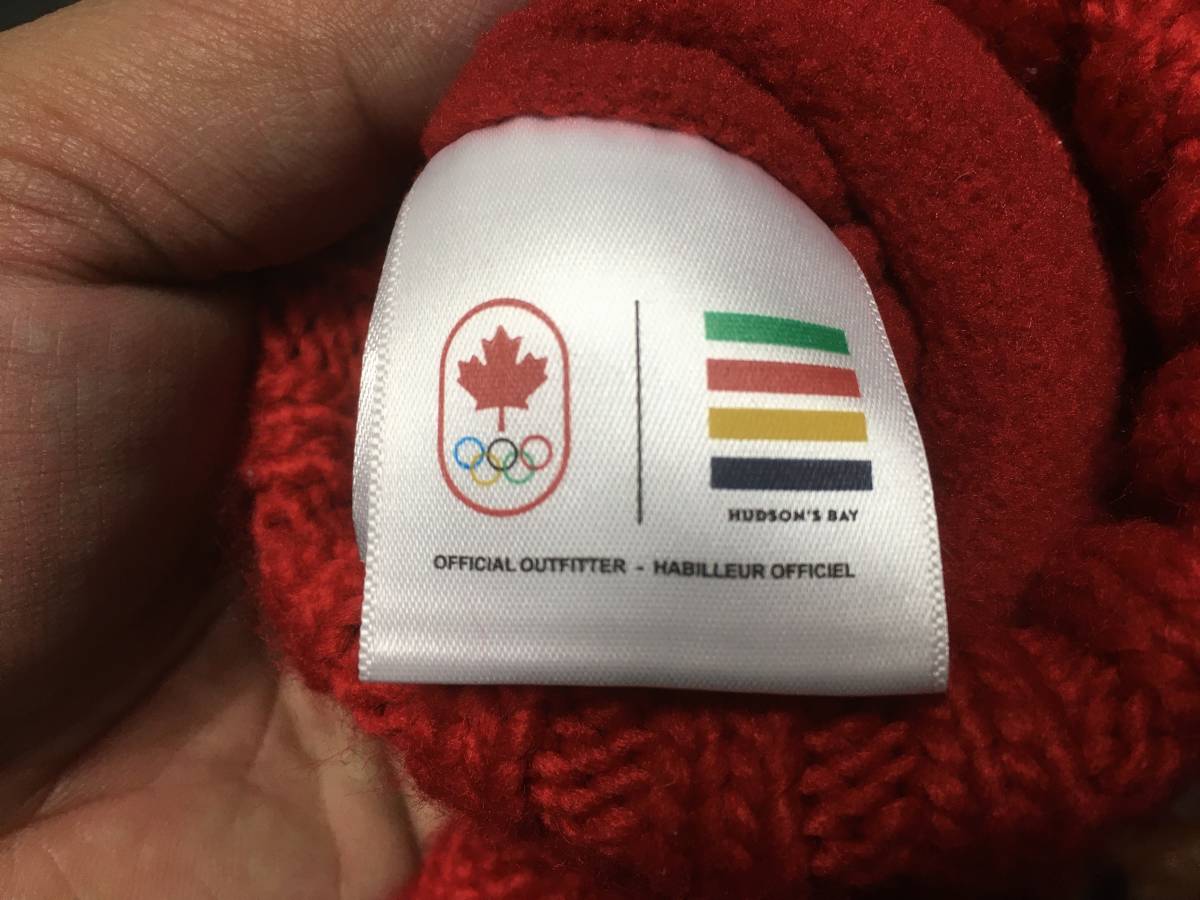 HUDSON'S BAY
OFFICIAL OUTFITTER - HABILLEUR OFFICIEL